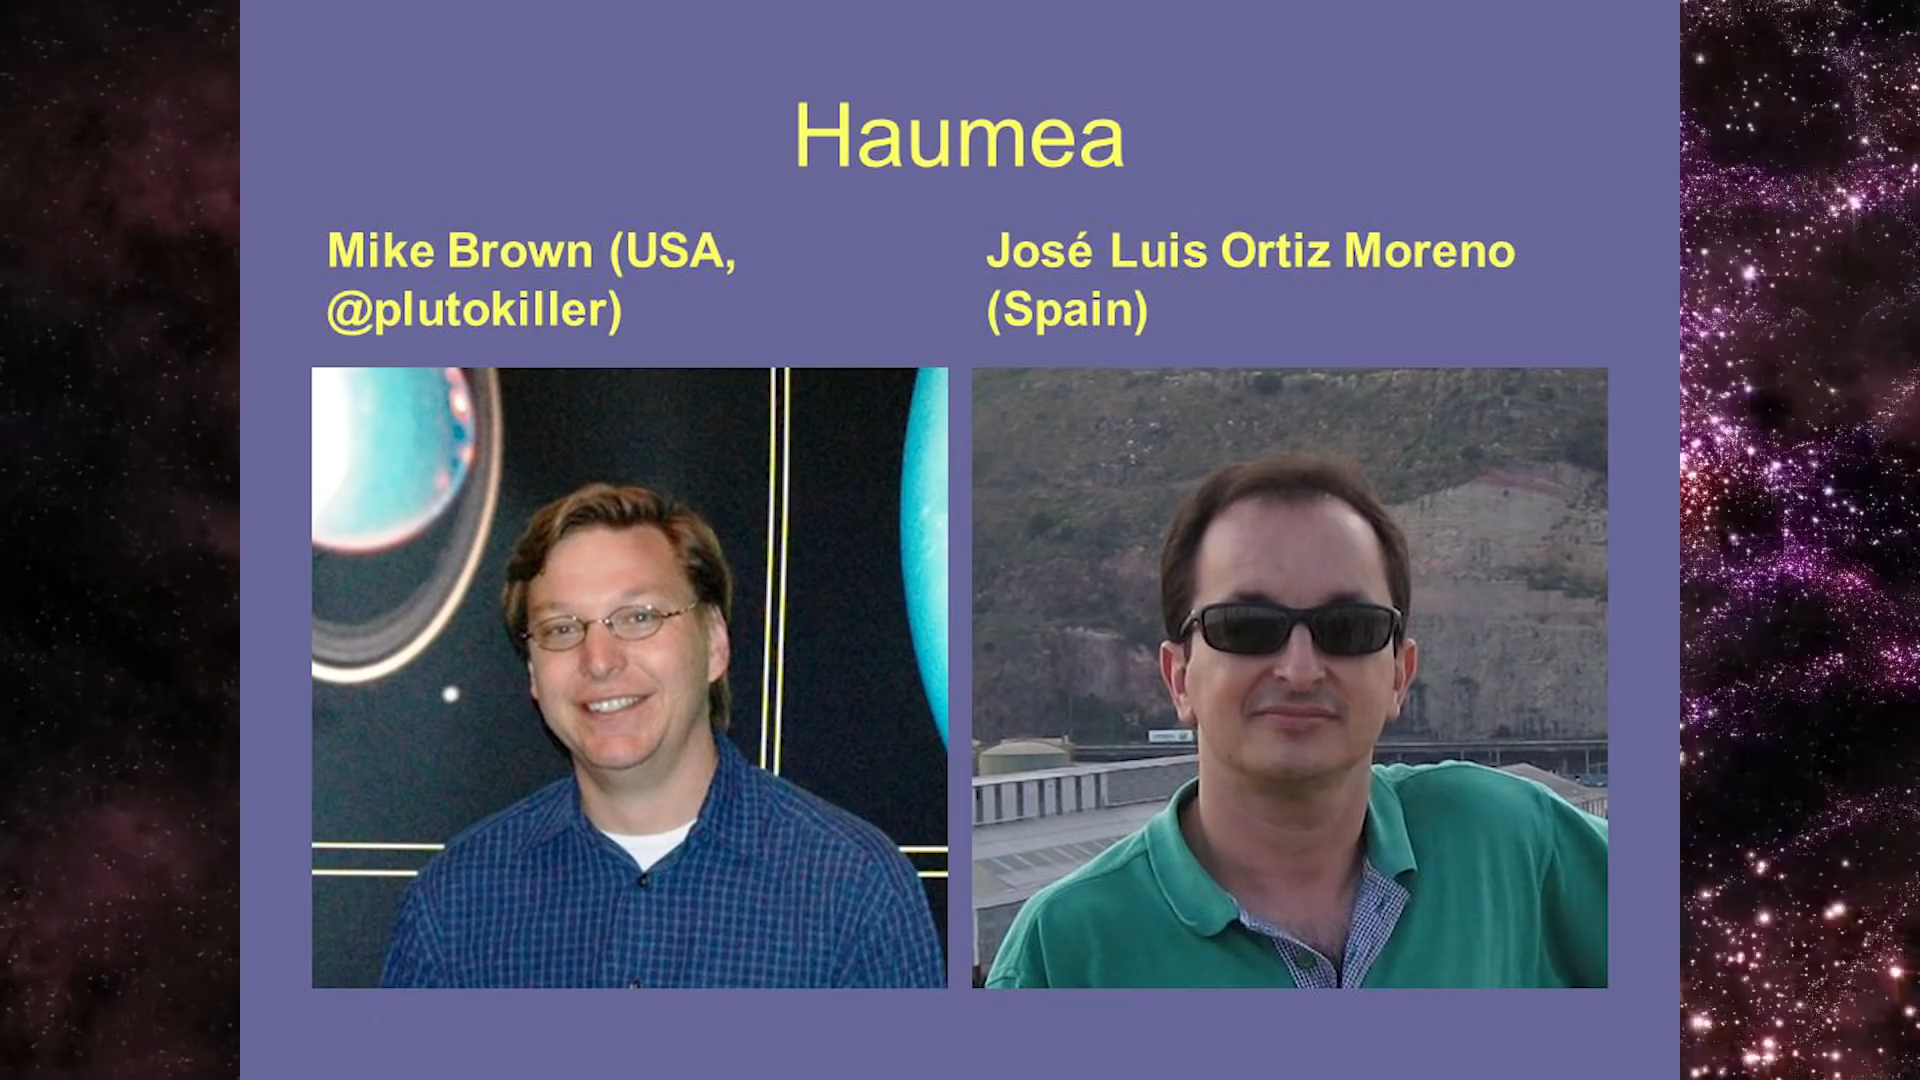 Haumea
Mike Brown (USA,
@plutokiller)
José Luis Ortiz Moreno
(Spain)